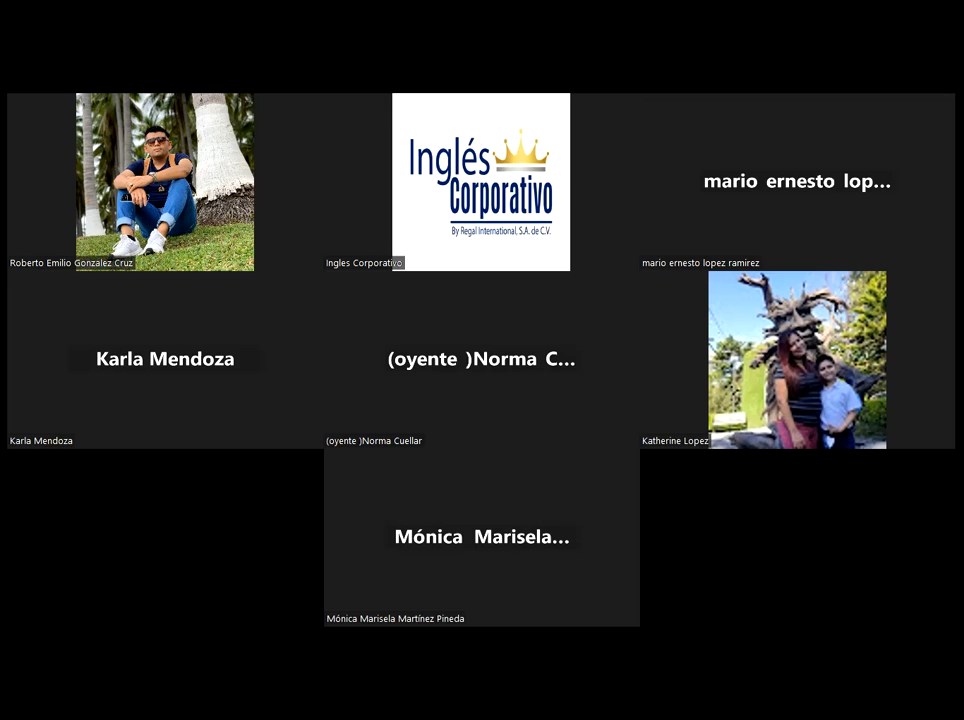 Inglés
Corporativo
By Regal International, S.A. de C.V.
mario ernesto lop...
Roberto Emilio Gonzalez Cruz
Ingles Corporativo
mario ernesto lopez ramirez
Karla Mendoza
(oyente )Norma C...
Karla Mendoza
(oyente )Norma Cuellar
Katherine Lopez
Mónica Marisela...
Mónica Marisela Martínez Pineda